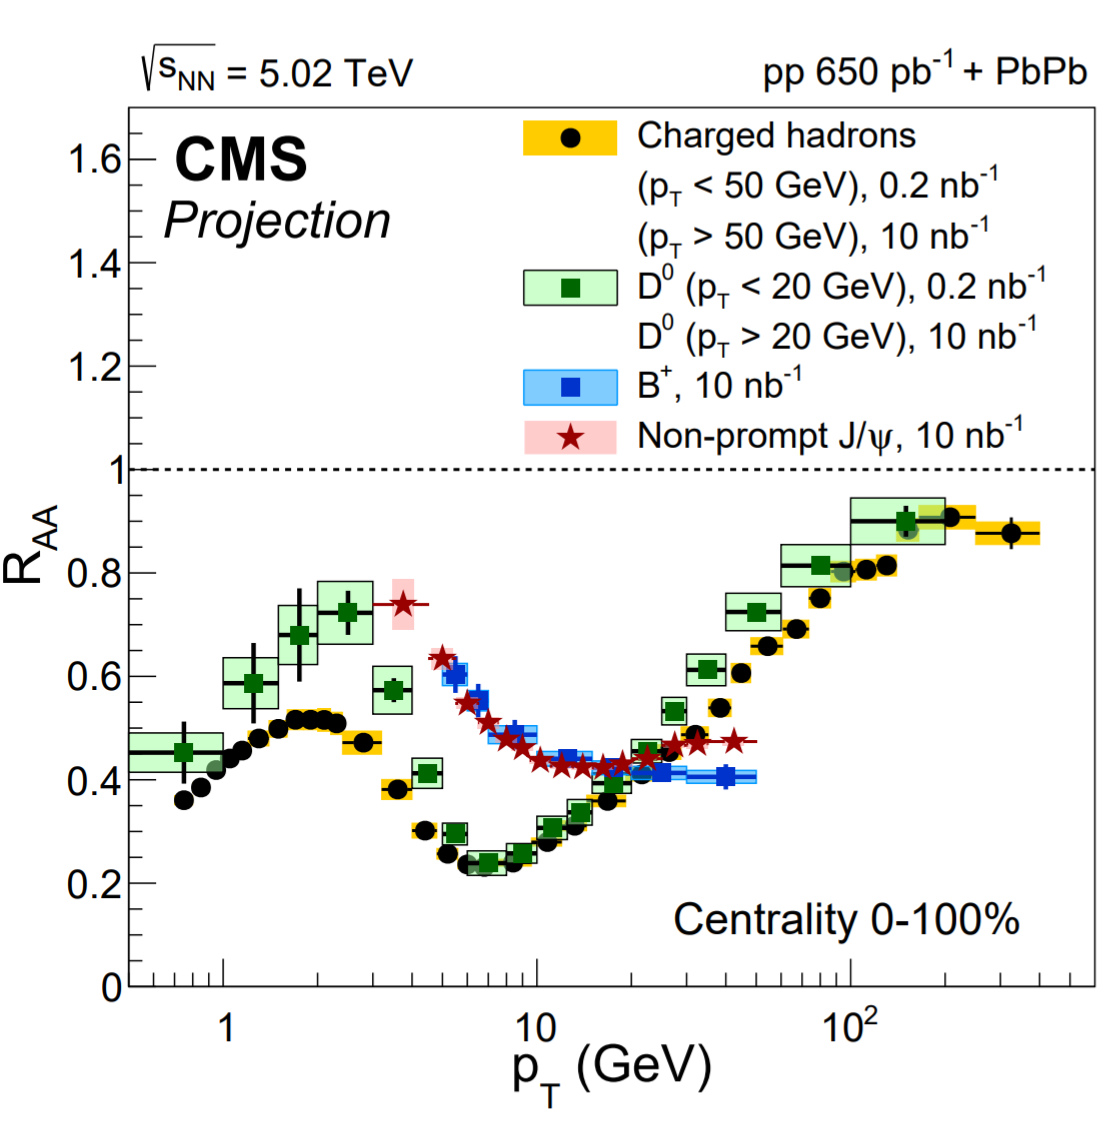 √sNN = 5.02 TeV
pp 650 pb⁻¹ + PbPb
CMS
Projection
Charged hadrons
(pT < 50 GeV), 0.2 nb⁻¹
(pT > 50 GeV), 10 nb⁻¹
D⁰ (pT < 20 GeV), 0.2 nb⁻¹
D⁰ (pT > 20 GeV), 10 nb⁻¹
B⁺, 10 nb⁻¹
Non-prompt J/ψ, 10 nb⁻¹
1.6
1.4
1.2
1
0.8
0.6
0.4
0.2
0
RAA
Centrality 0-100%
1
10
10²
pT (GeV)